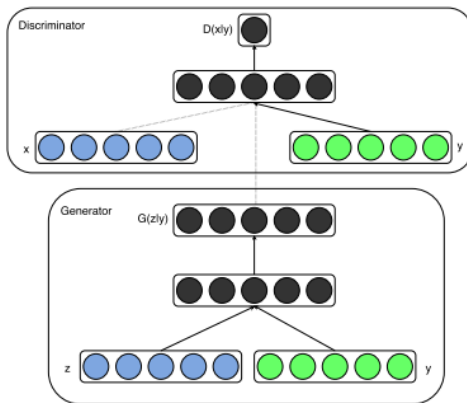 Discriminator
D(x|y)
x
y
Generator
G(z|y)
z
y